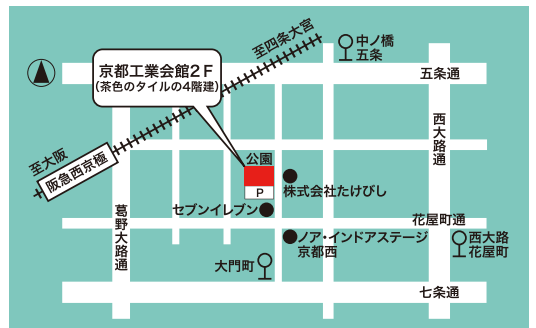 至四条大宮
中ノ橋
五条
京都工業会館2F
(茶色のタイルの4階建)
五条通
西大路通
至大阪
阪急西京極
公園
P
株式会社たけびし
セブンイレブン
葛野大路通
花屋町通
ノア・インドアステージ
京都西
西大路
花屋町
大門町
七条通